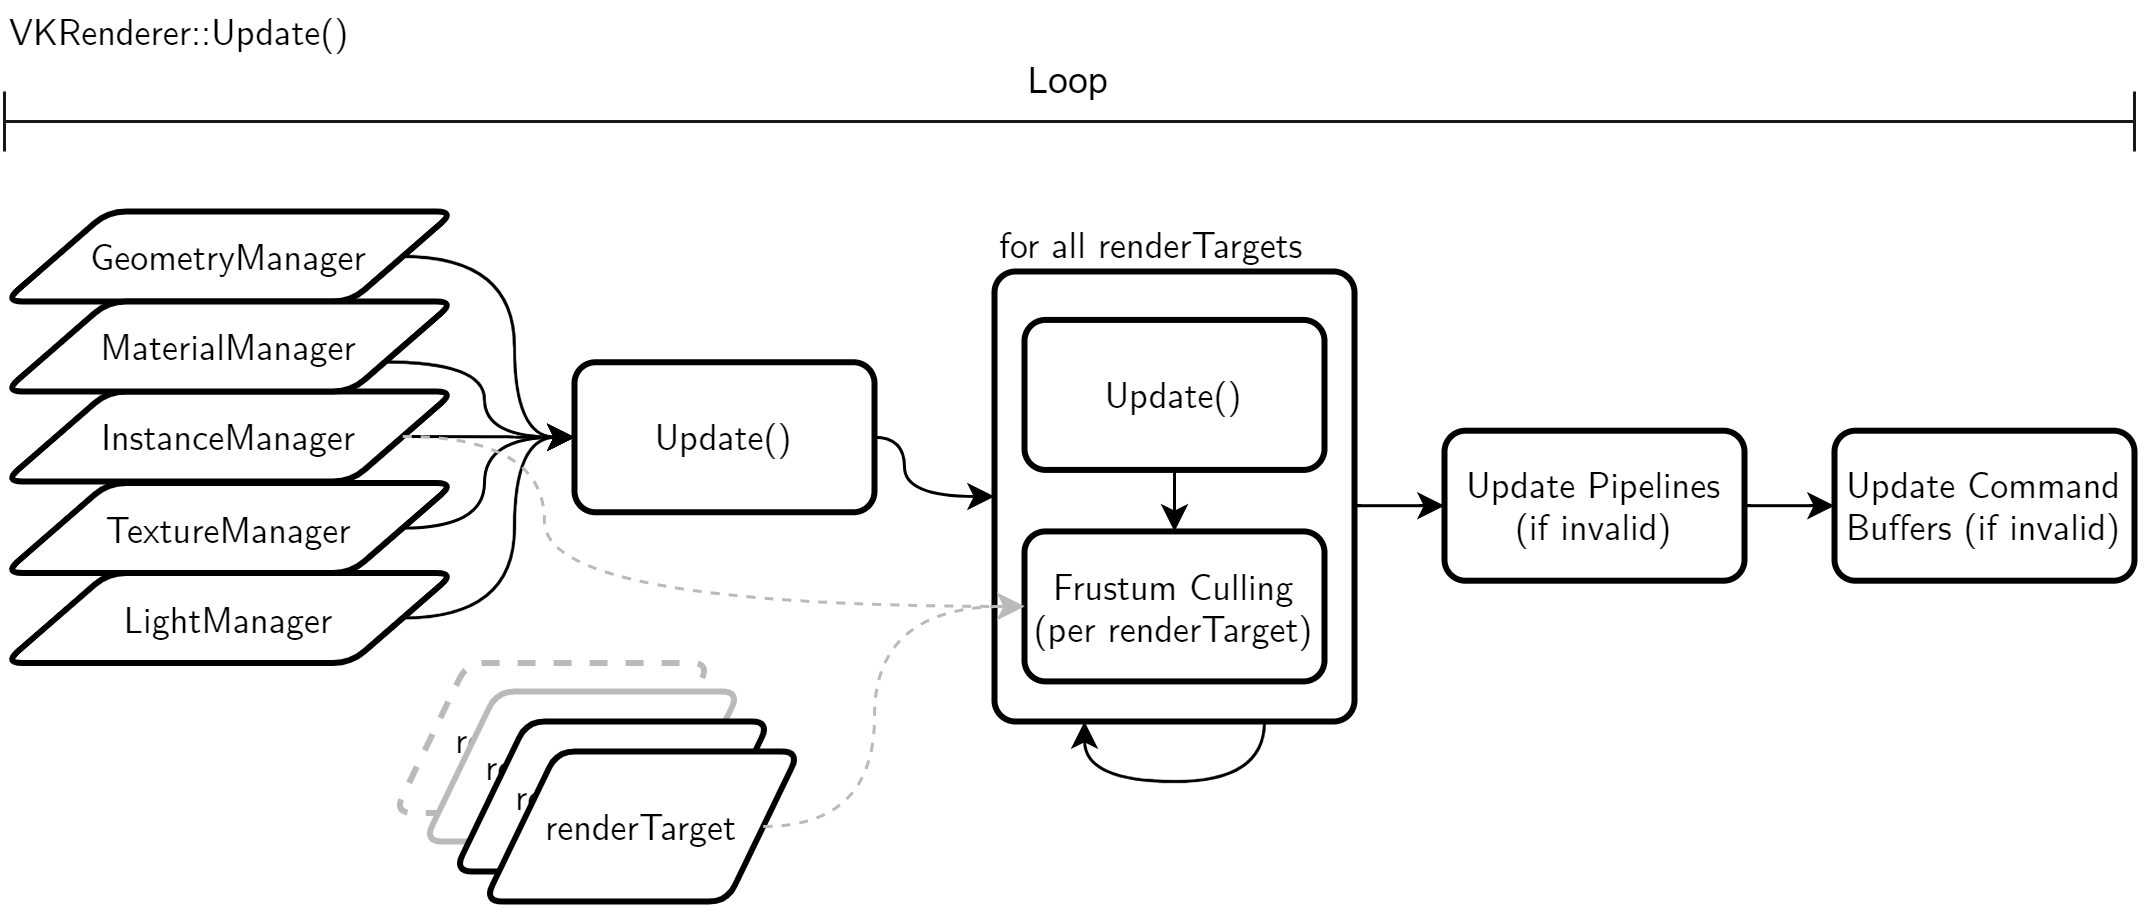 VKRenderer::Update()
Loop
GeometryManager
MaterialManager
InstanceManager
TextureManager
LightManager
Update()
for all renderTargets
Update()
Frustum Culling
(per renderTarget)
Update Pipelines
(if invalid)
Update Command
Buffers (if invalid)
renderTarget